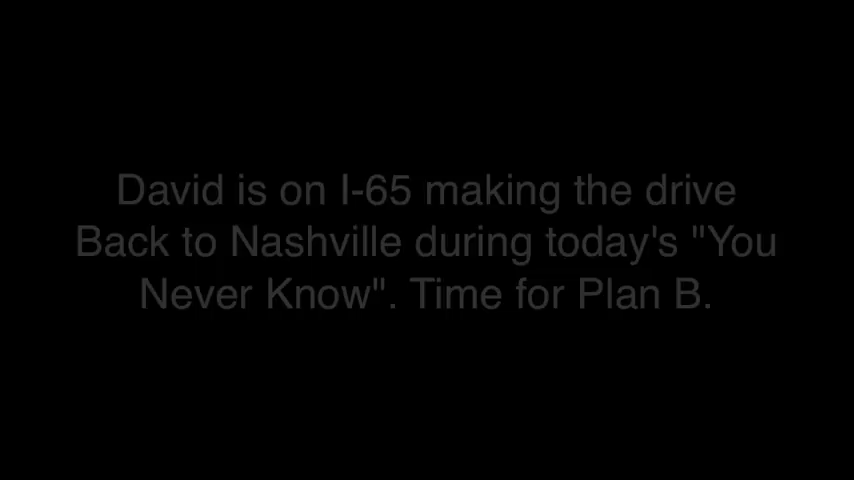 David is on I-65 making the drive
Back to Nashville during today's "You
Never Know". Time for Plan B.